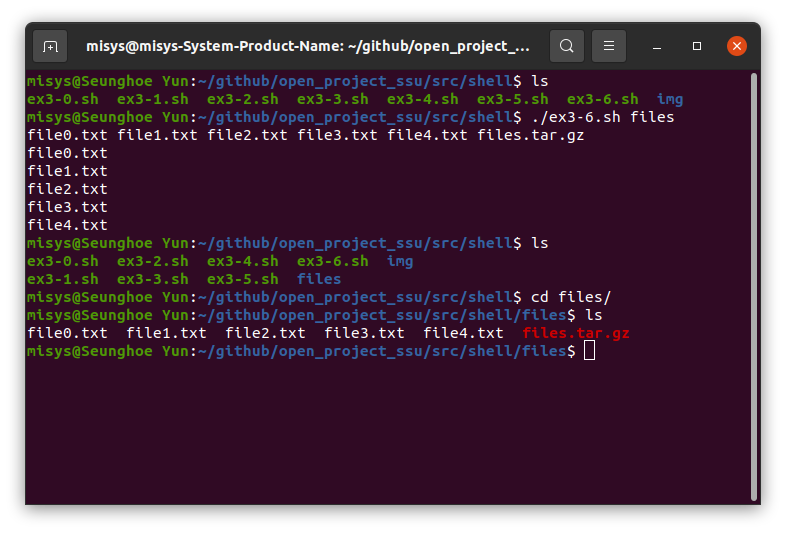 misys@misys-System-Product-Name: ~/github/open_project_...
misys@Seunghoe Yun:~/github/open_project_ssu/src/shell$ ls
ex3-0.sh  ex3-1.sh  ex3-2.sh  ex3-3.sh  ex3-4.sh  ex3-5.sh  ex3-6.sh  img
misys@Seunghoe Yun:~/github/open_project_ssu/src/shell$ ./ex3-6.sh files
file0.txt file1.txt file2.txt file3.txt file4.txt files.tar.gz
file0.txt
file1.txt
file2.txt
file3.txt
file4.txt
misys@Seunghoe Yun:~/github/open_project_ssu/src/shell$ ls
ex3-0.sh  ex3-2.sh  ex3-4.sh  ex3-6.sh  img
ex3-1.sh  ex3-3.sh  ex3-5.sh  files
misys@Seunghoe Yun:~/github/open_project_ssu/src/shell$ cd files/
misys@Seunghoe Yun:~/github/open_project_ssu/src/shell/files$ ls
file0.txt  file1.txt  file2.txt  file3.txt  file4.txt  files.tar.gz
misys@Seunghoe Yun:~/github/open_project_ssu/src/shell/files$